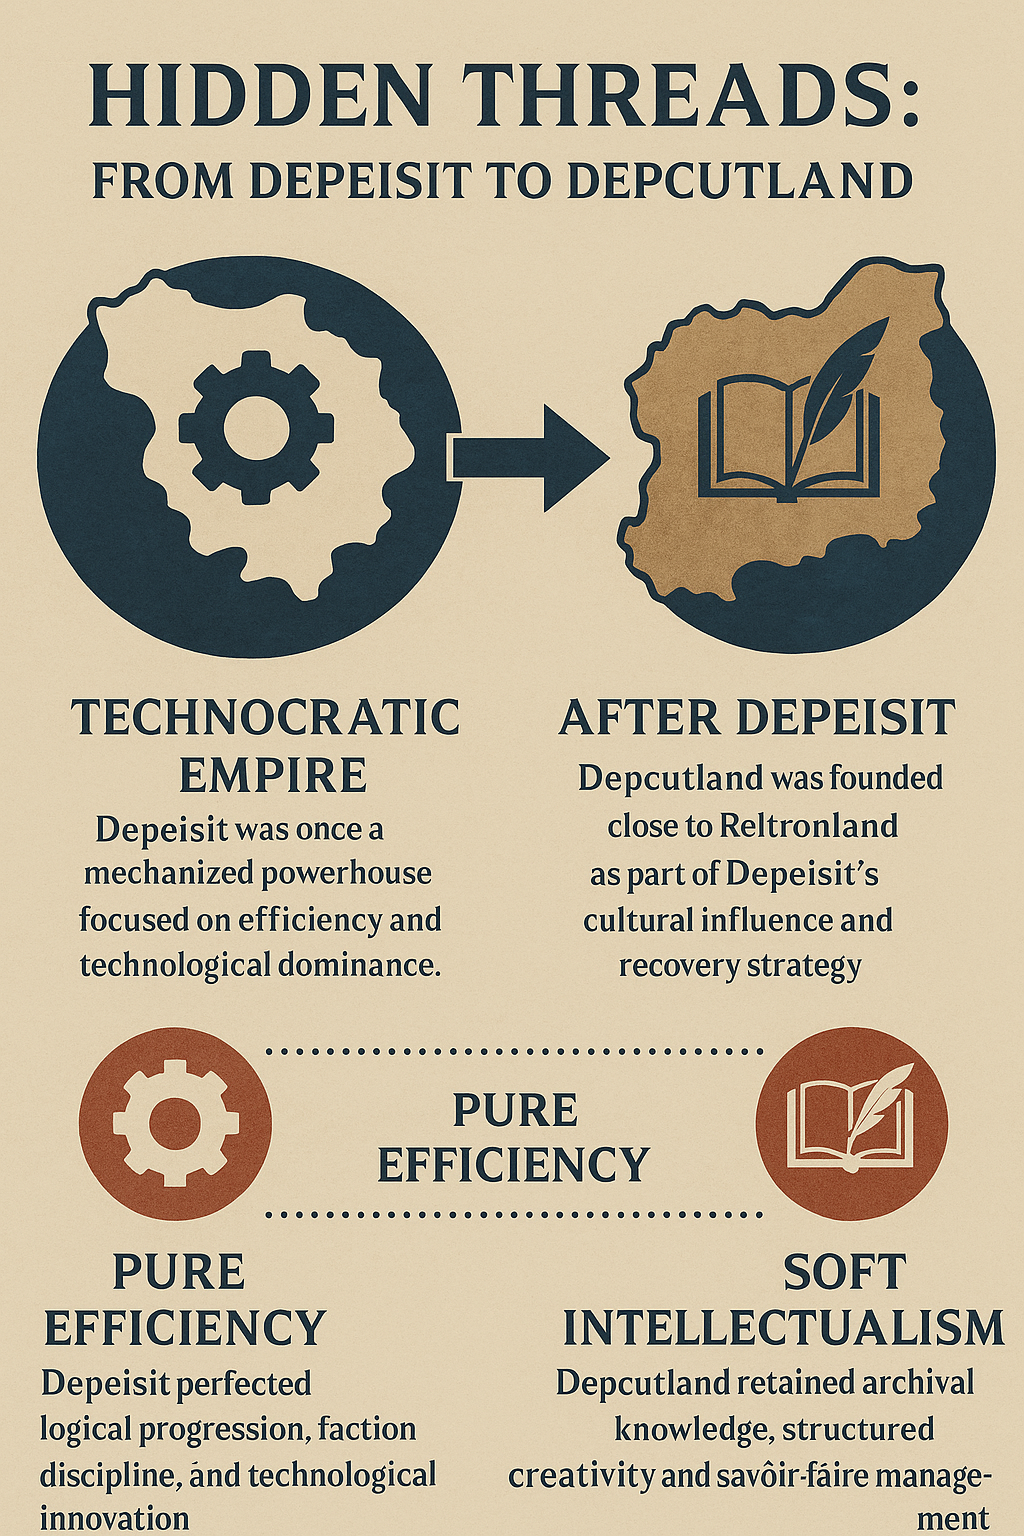 HIDDEN THREADS:
FROM DEPEISIT TO DEPCUTLAND
TECHNOCRATIC
EMPIRE
Depeisit was once a
mechanized powerhouse
focused on efficiency and
technological dominance.
AFTER DEPEISIT
Depcutland was founded
close to Reltronland
as part of Depeisit’s
cultural influence and
recovery strategy
PURE
EFFICIENCY
PURE
EFFICIENCY
Depeisit perfected
logical progression, faction
discipline, ánd technological
innovation
SOFT
INTELLECTUALISM
Depcutland retained archival
knowledge, structured
creativity and savôir-fáire manage-
ment